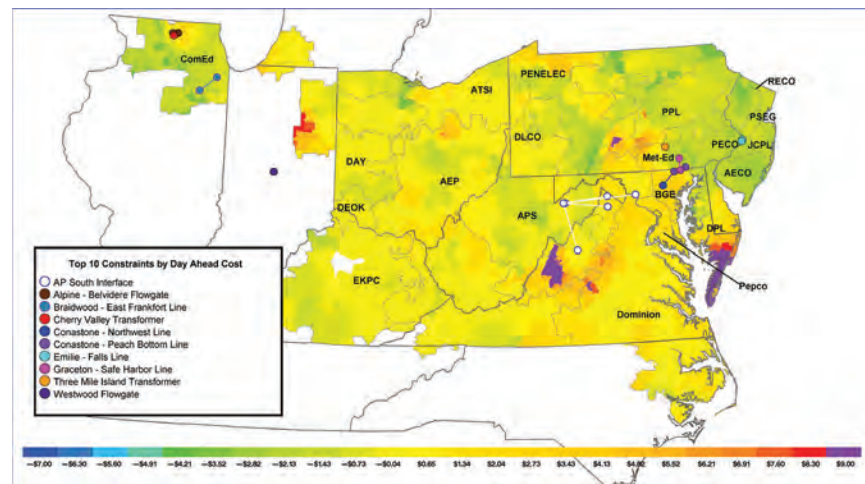 ComEd
PENELEC
ATSI
RECO
PPL
PSEG
DLCO
PECO
JCPL
Met-Ed
DAY
AEP
AECO
BGE
DEOK
APS
DPL
Pepco
EKPC
Dominion
Top 10 Constraints by Day Ahead Cost
AP South Interface
Alpine - Belvidere Flowgate
Braidwood - East Frankfort Line
Cherry Valley Transformer
Conastone - Northwest Line
Conastone - Peach Bottom Line
Emilie - Falls Line
Graceton - Safe Harbor Line
Three Mile Island Transformer
Westwood Flowgate
-$7.00 -$6.30 -$5.60 -$4.91 -$4.21 -$3.52 -$2.82 -$2.13 -$1.43 -$0.73 -$0.04 $0.65 $1.34 $2.04 $2.73 $3.43 $4.13 $4.82 $5.52 $6.21 $6.91 $7.60 $8.30 $9.00